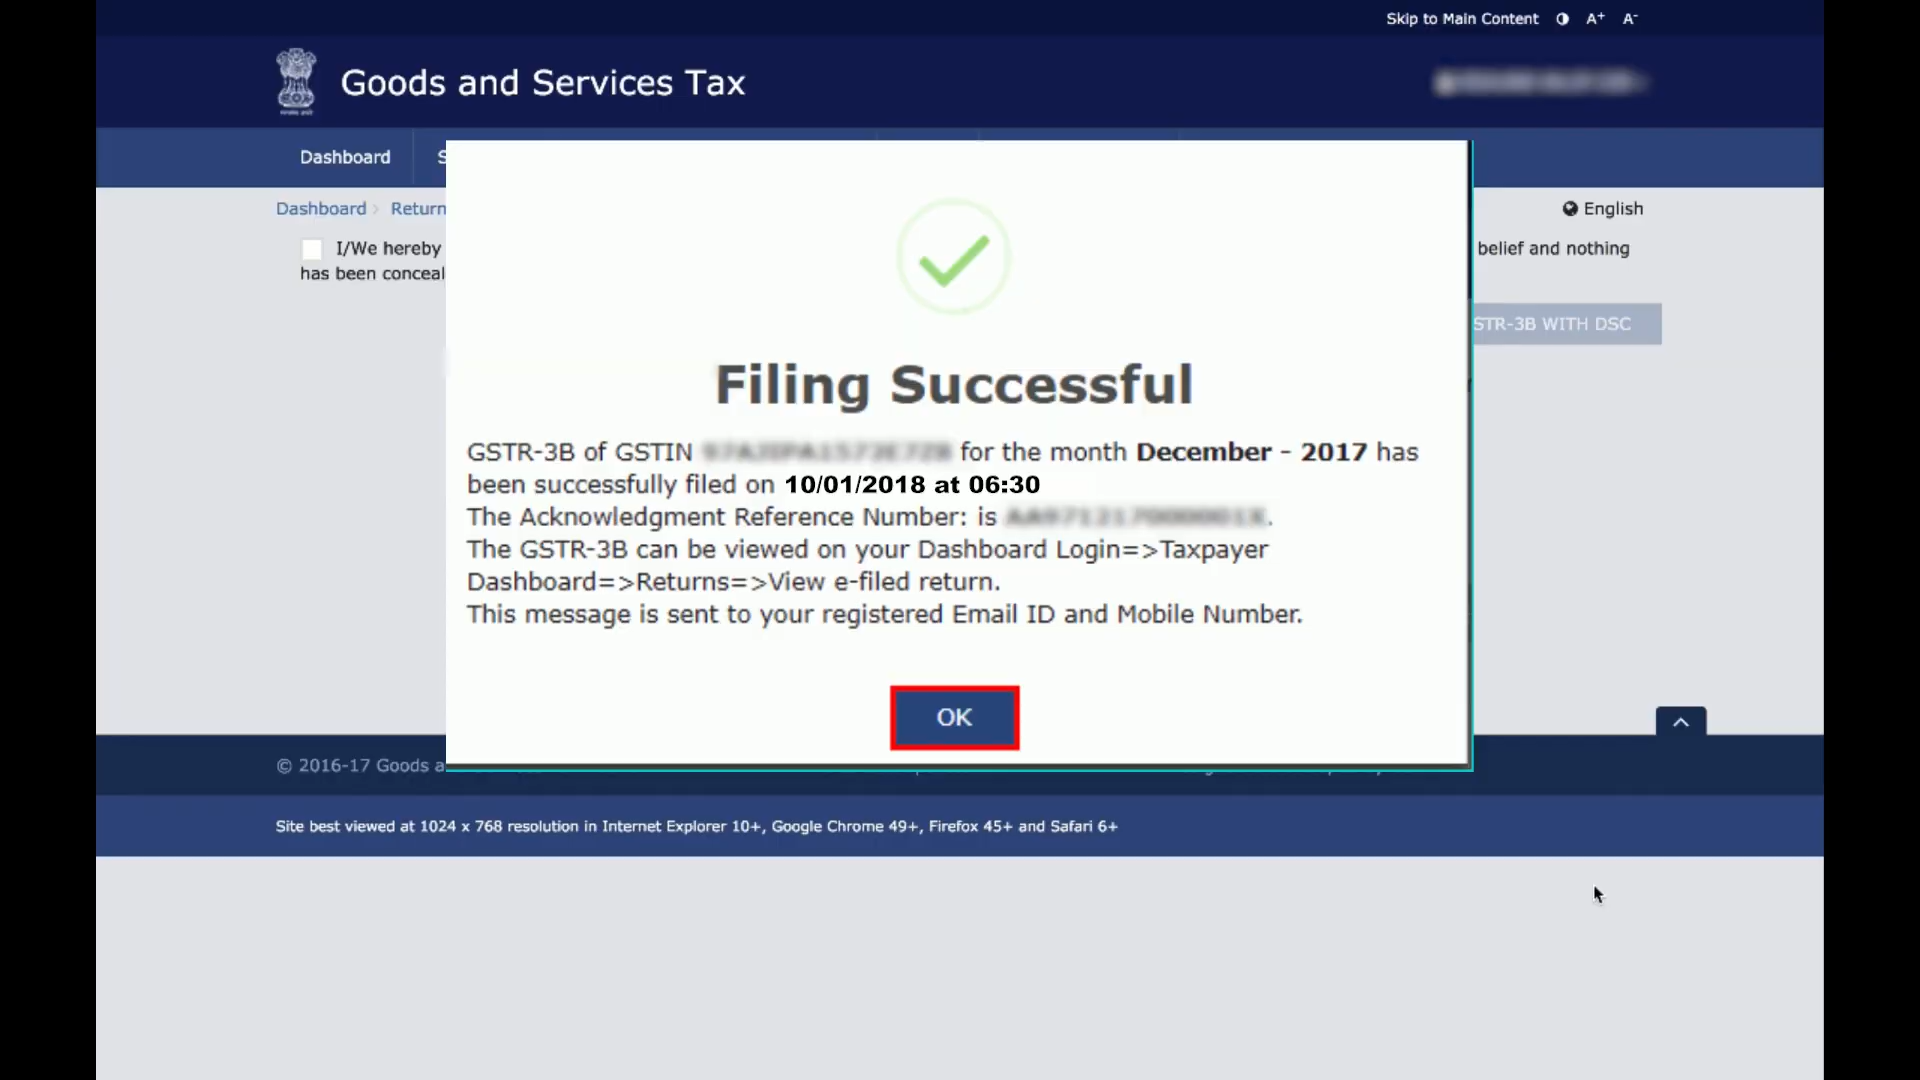 Skip to Main Content A+ A-
Goods and Services Tax
Dashboard S
Dashboard > Return
English
I/We hereby
belief and nothing
has been conceal
STR-3B WITH DSC
Filing Successful
GSTR-3B of GSTIN for the month December - 2017 has
been successfully filed on 10/01/2018 at 06:30
The Acknowledgment Reference Number: is .
The GSTR-3B can be viewed on your Dashboard Login=>Taxpayer
Dashboard=>Returns=>View e-filed return.
This message is sent to your registered Email ID and Mobile Number.
OK
© 2016-17 Goods a
Site best viewed at 1024 x 768 resolution in Internet Explorer 10+, Google Chrome 49+, Firefox 45+ and Safari 6+